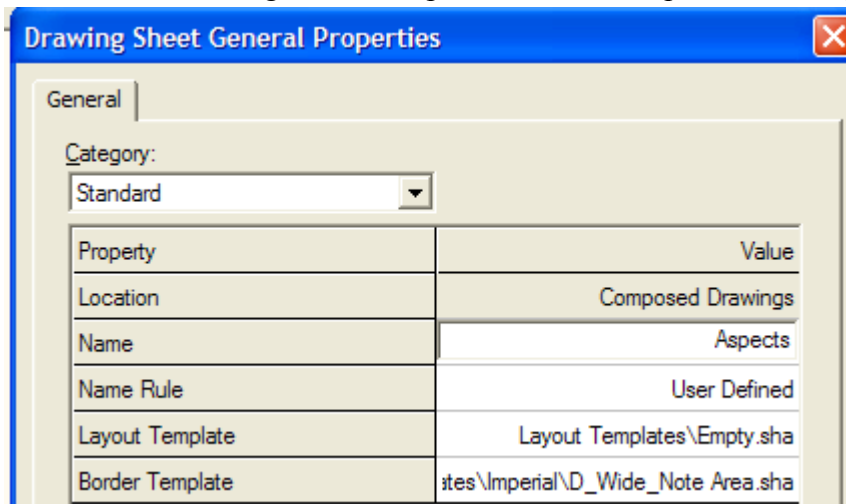 Drawing Sheet General Properties
General
Category:
Standard
Property Value
Location Composed Drawings
Name Aspects
Name Rule User Defined
Layout Template Layout Templates\Empty.sha
Border Template ates\Imperial\D_Wide_Note Area.sha